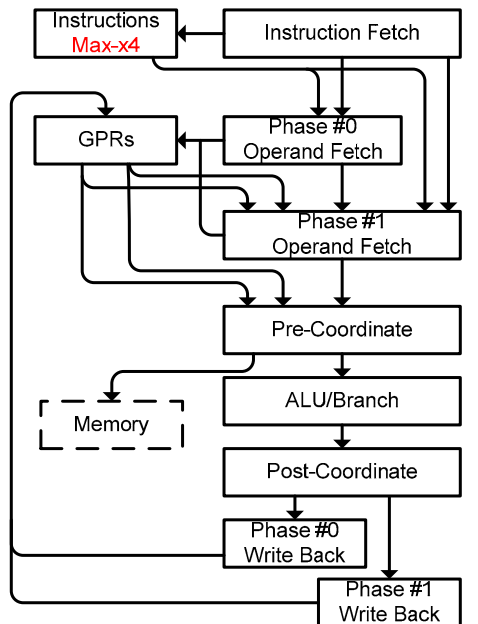 Instructions
Max-x4
Instruction Fetch
GPRs
Phase #0
Operand Fetch
Phase #1
Operand Fetch
Pre-Coordinate
Memory
ALU/Branch
Post-Coordinate
Phase #0
Write Back
Phase #1
Write Back